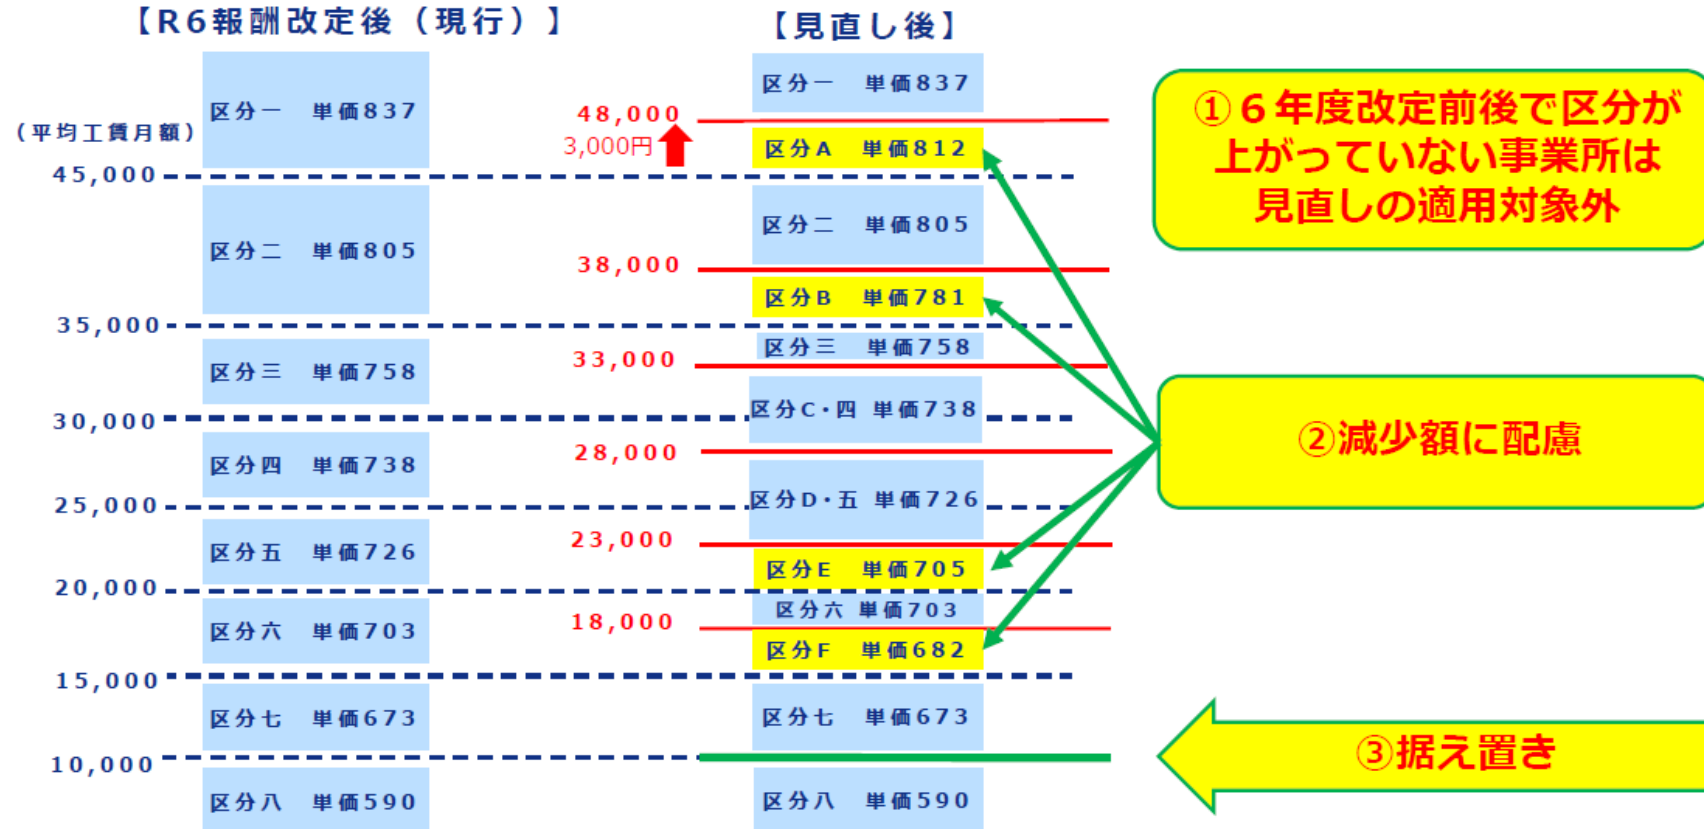 【R6報酬改定後（現行）】
（平均工賃月額）
区分一　単価837
45,000
区分二　単価805
35,000
区分三　単価758
30,000
区分四　単価738
25,000
区分五　単価726
20,000
区分六　単価703
15,000
区分七　単価673
10,000
区分八　単価590
【見直し後】
区分一　単価837
48,000
3,000円
区分A　単価812
区分二　単価805
38,000
区分B　単価781
区分三　単価758
33,000
区分C・四 単価738
28,000
区分D・五 単価726
23,000
区分E　単価705
区分六 単価703
18,000
区分F　単価682
区分七　単価673
区分八　単価590
①６年度改定前後で区分が
上がっていない事業所は
見直しの適用対象外
②減少額に配慮
③据え置き